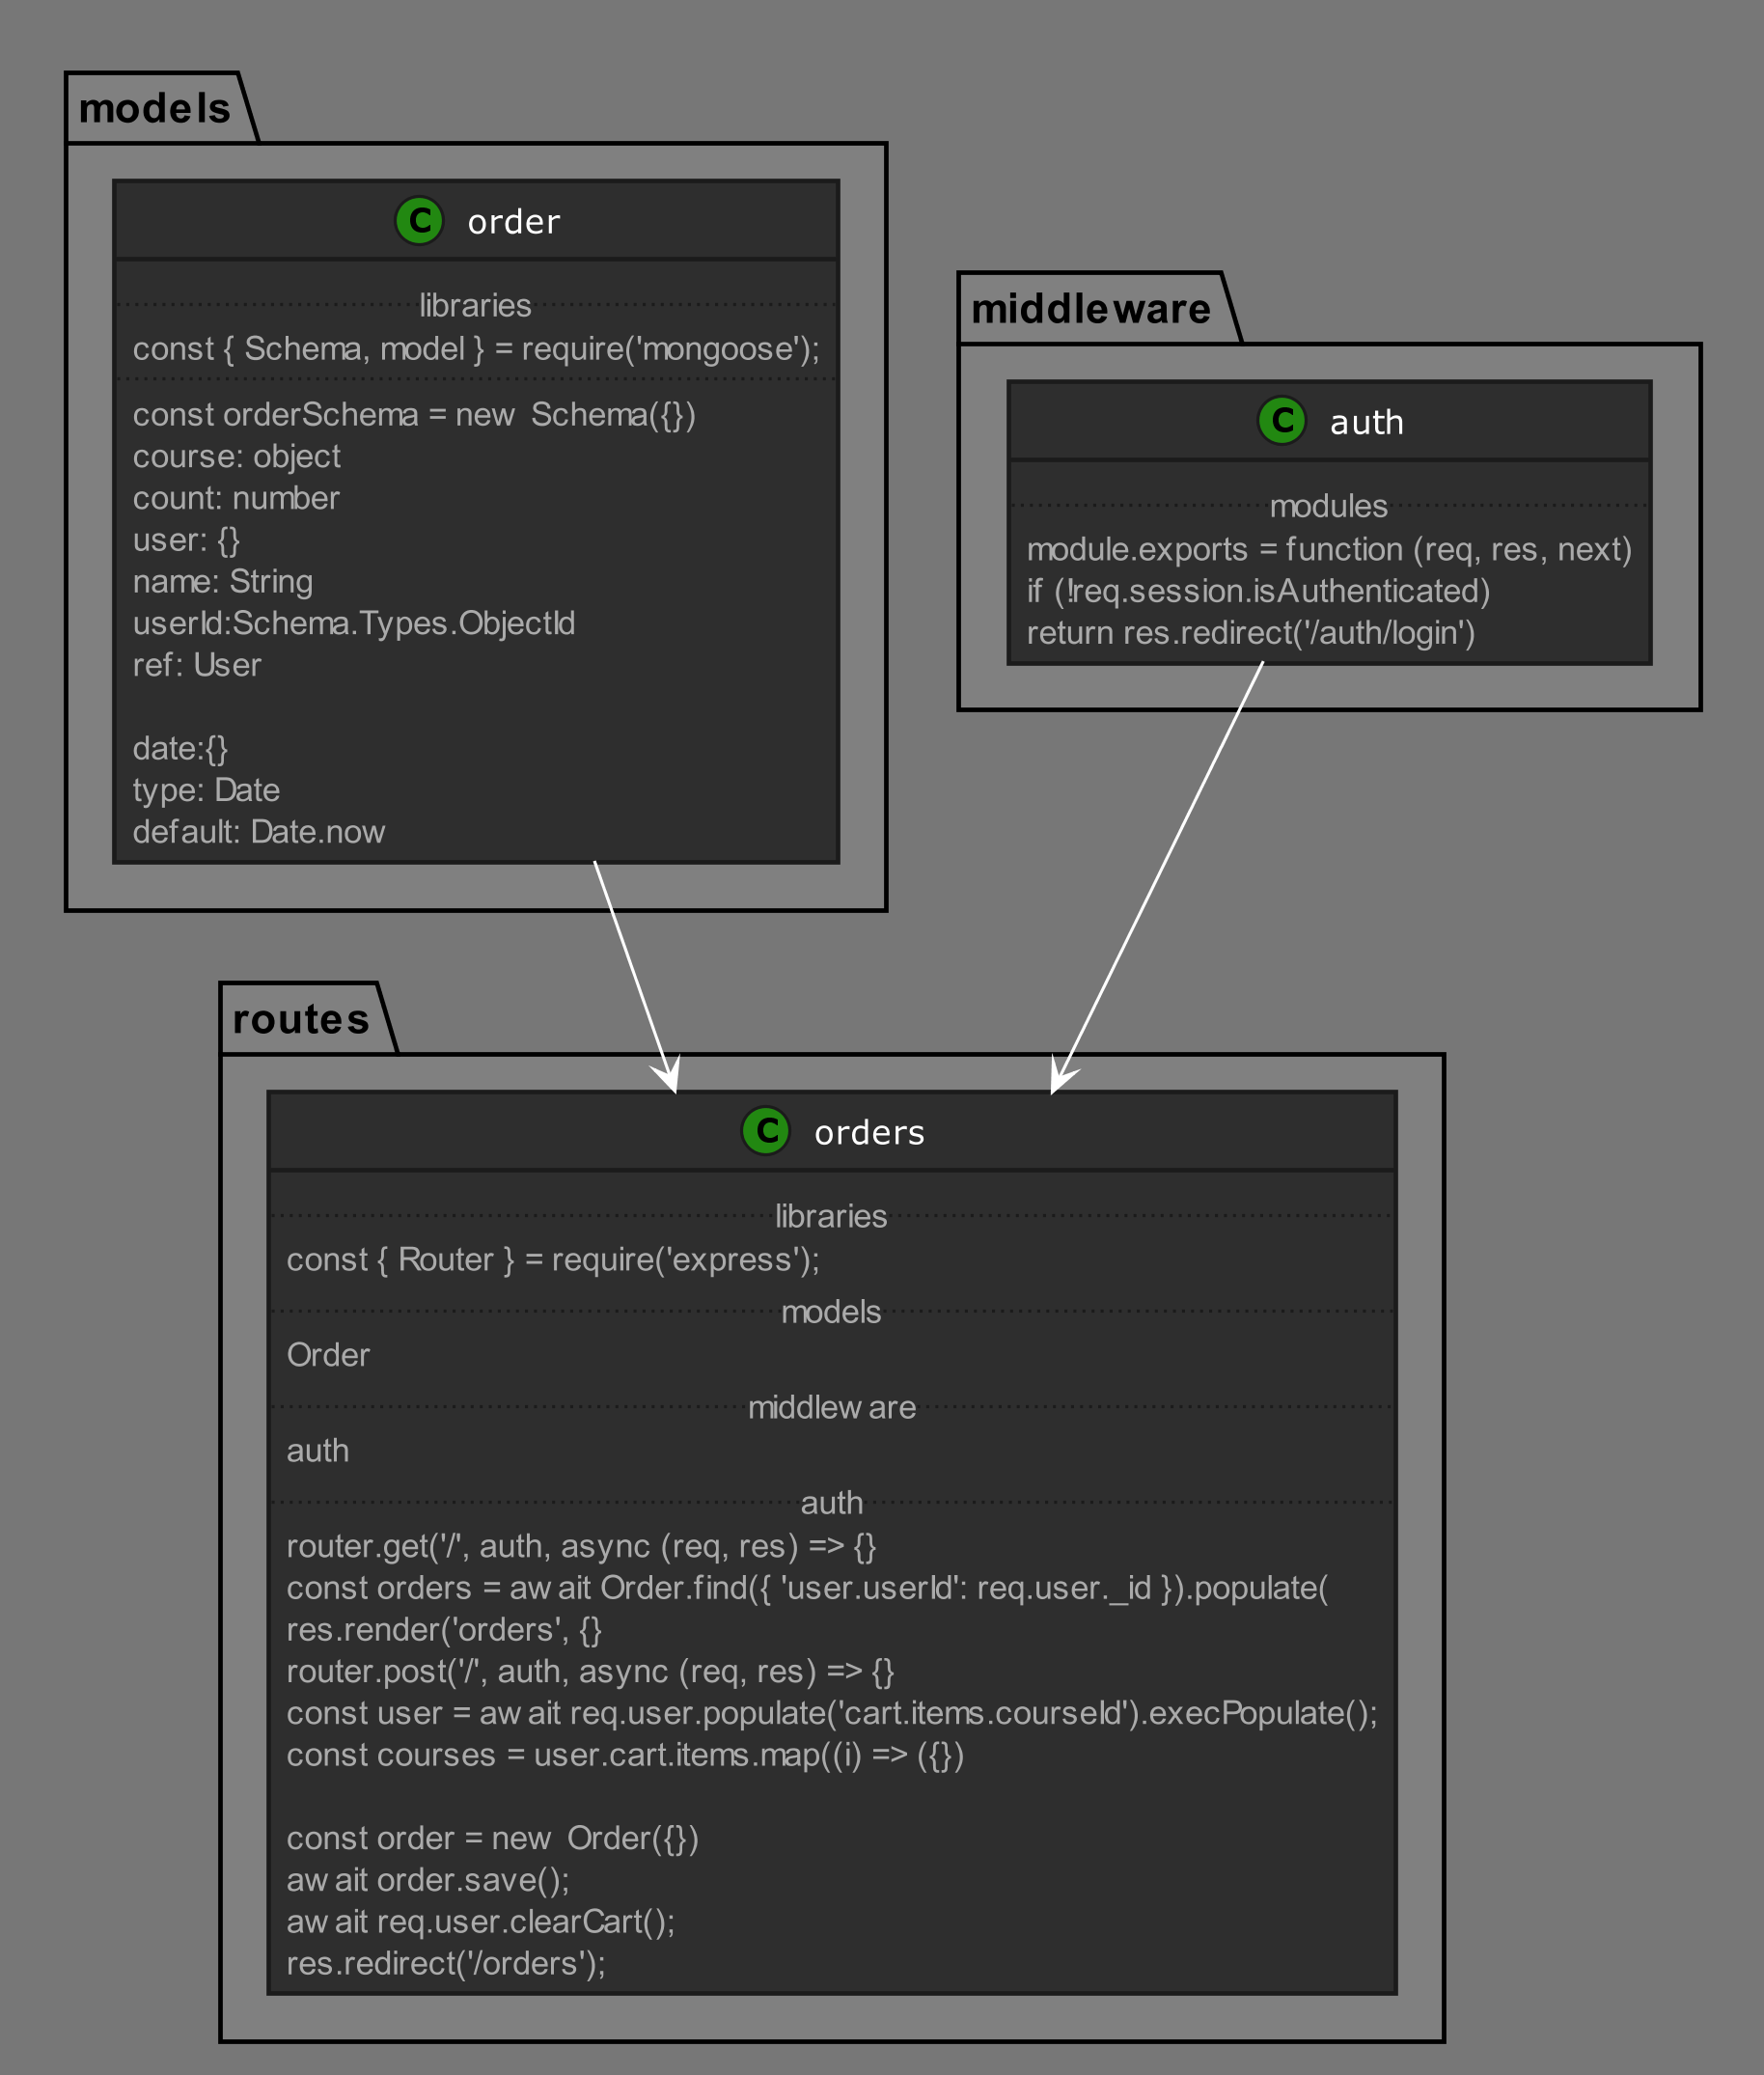 models
C order
libraries
const { Schema, model } = require('mongoose');
const orderSchema = new Schema({})
course: object
count: number
user: {}
name: String
userId:Schema.Types.ObjectId
ref: User
date:{}
type: Date
default: Date.now
middleware
C auth
modules
module.exports = function (req, res, next)
if (!req.session.isAuthenticated)
return res.redirect('/auth/login')
routes
C orders
libraries
const { Router } = require('express');
models
Order
middleware
auth
auth
router.get('/', auth, async (req, res) => {}
const orders = await Order.find({ 'user.userId': req.user._id }).populate(
res.render('orders', {}
router.post('/', auth, async (req, res) => {}
const user = await req.user.populate('cart.items.courseId').execPopulate();
const courses = user.cart.items.map((i) => ({})
const order = new Order({})
await order.save();
await req.user.clearCart();
res.redirect('/orders');